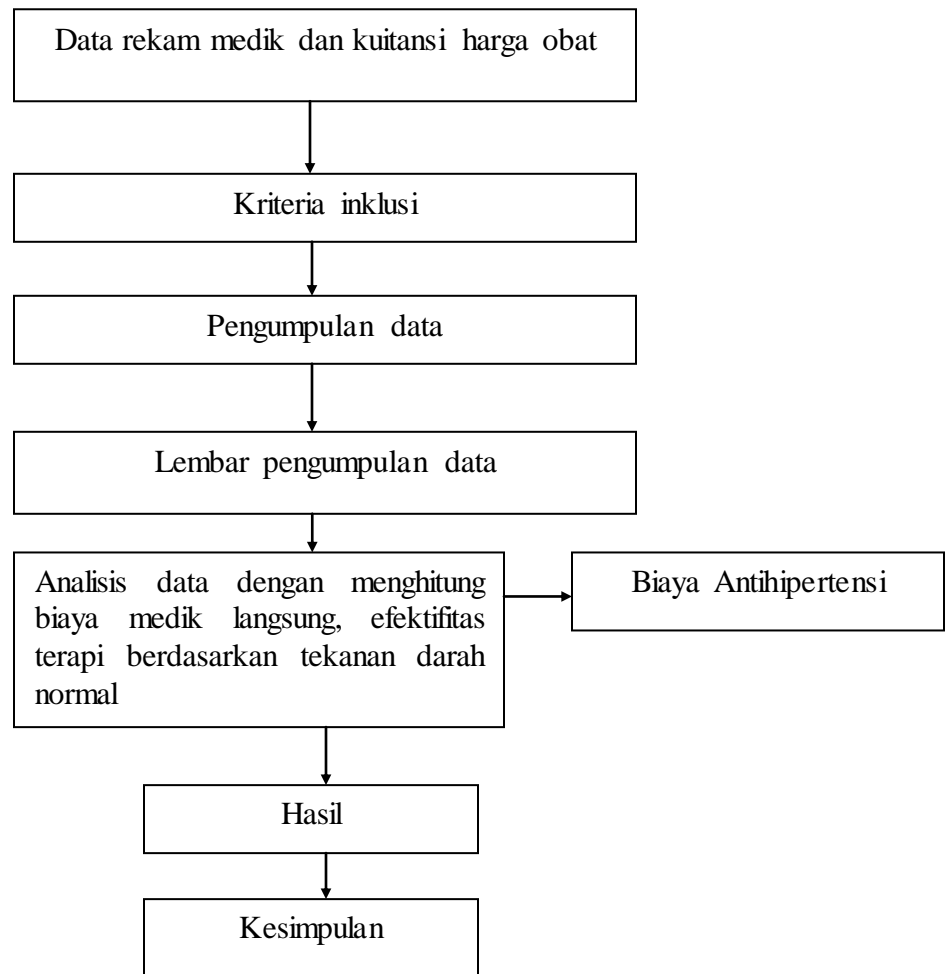 Data rekam medik dan kuitansi harga obat
Kriteria inklusi
Pengumpulan data
Lembar pengumpulan data
Analisis data dengan menghitung
biaya medik langsung, efektifitas
terapi berdasarkan tekanan darah
normal
Biaya Antihipertensi
Hasil
Kesimpulan